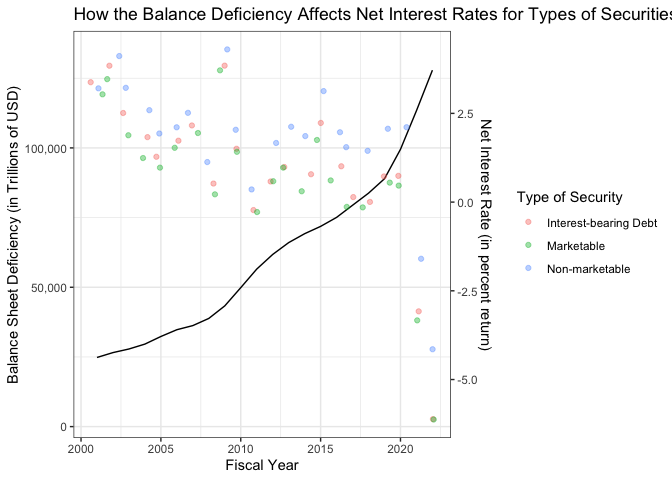 How the Balance Deficiency Affects Net Interest Rates for Types of Securities
Balance Sheet Deficiency (in Trillions of USD)
100,000
50,000
0
2000 2005 2010 2015 2020
Fiscal Year
2.5
0.0
-2.5
-5.0
Net Interest Rate (in percent return)
Type of Security
Interest-bearing Debt
Marketable
Non-marketable